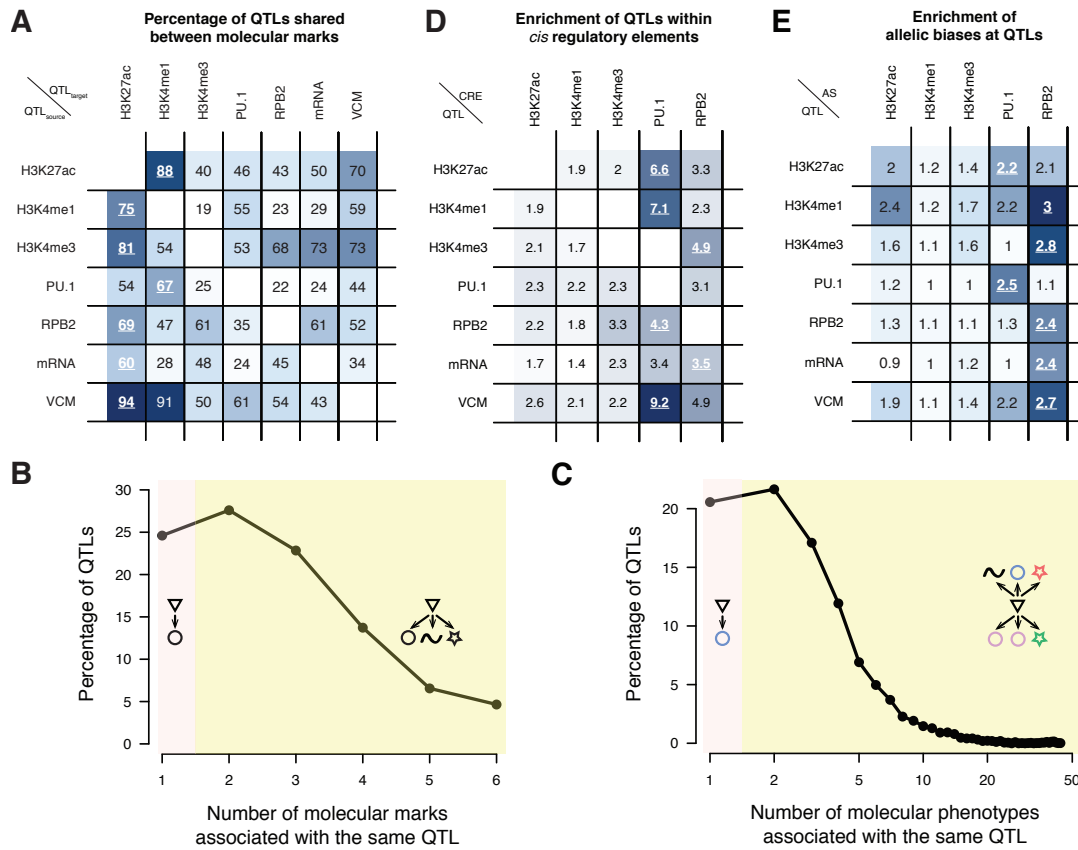 A
Percentage of QTLs shared
between molecular marks
QTLtarget
QTLsource
H3K27ac
H3K4me1
H3K4me3
PU.1
RPB2
mRNA
VCM
H3K27ac 88 40 46 43 50 70
H3K4me1 75 19 55 23 29 59
H3K4me3 81 54 53 68 73 73
PU.1 54 67 25 22 24 44
RPB2 69 47 61 35 61 52
mRNA 60 28 48 24 45 34
VCM 94 91 50 61 54 43
D
Enrichment of QTLs within
cis regulatory elements
CRE
QTL
H3K27ac
H3K4me1
H3K4me3
PU.1
RPB2
H3K27ac 1.9 2 6.6 3.3
H3K4me1 1.9 7.1 2.3
H3K4me3 2.1 1.7 4.9
PU.1 2.3 2.2 2.3 3.1
RPB2 2.2 1.8 3.3 4.3
mRNA 1.7 1.4 2.3 3.4 3.5
VCM 2.6 2.1 2.2 9.2 4.9
E
Enrichment of
allelic biases at QTLs
AS
QTL
H3K27ac
H3K4me1
H3K4me3
PU.1
RPB2
H3K27ac 2 1.2 1.4 2.2 2.1
H3K4me1 2.4 1.2 1.7 2.2 3
H3K4me3 1.6 1.1 1.6 1 2.8
PU.1 1.2 1 1 2.5 1.1
RPB2 1.3 1.1 1.1 1.3 2.4
mRNA 0.9 1 1.2 1 2.4
VCM 1.9 1.1 1.4 2.2 2.7
B
Percentage of QTLs
30
25
20
15
10
5
0
1 2 3 4 5 6
Number of molecular marks
associated with the same QTL
C
Percentage of QTLs
20
15
10
5
0
1 2 5 10 20 50
Number of molecular phenotypes
associated with the same QTL